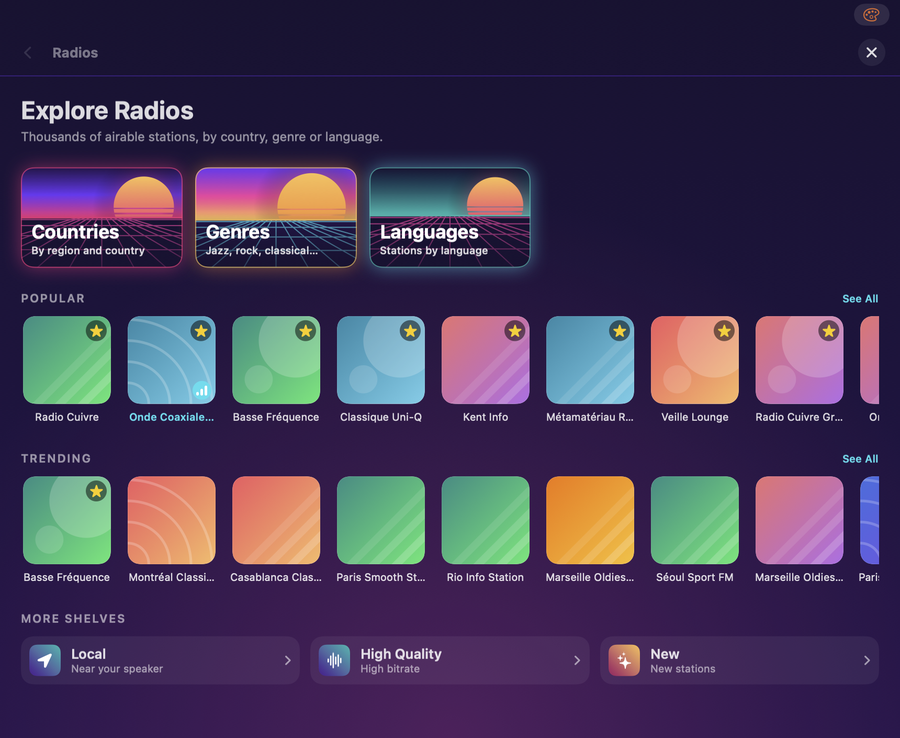 Radios
Explore Radios
Thousands of airable stations, by country, genre or language.
Countries
By region and country
Genres
Jazz, rock, classical...
Languages
Stations by language
POPULAR
See All
Radio Cuivre
Onde Coaxiale...
Basse Fréquence
Classique Uni-Q
Kent Info
Métamatériau R...
Veille Lounge
Radio Cuivre Gr...
TRENDING
See All
Basse Fréquence
Montréal Classi...
Casablanca Clas...
Paris Smooth St...
Rio Info Station
Marseille Oldies...
Séoul Sport FM
Marseille Oldies...
MORE SHELVES
Local
Near your speaker
High Quality
High bitrate
New
New stations